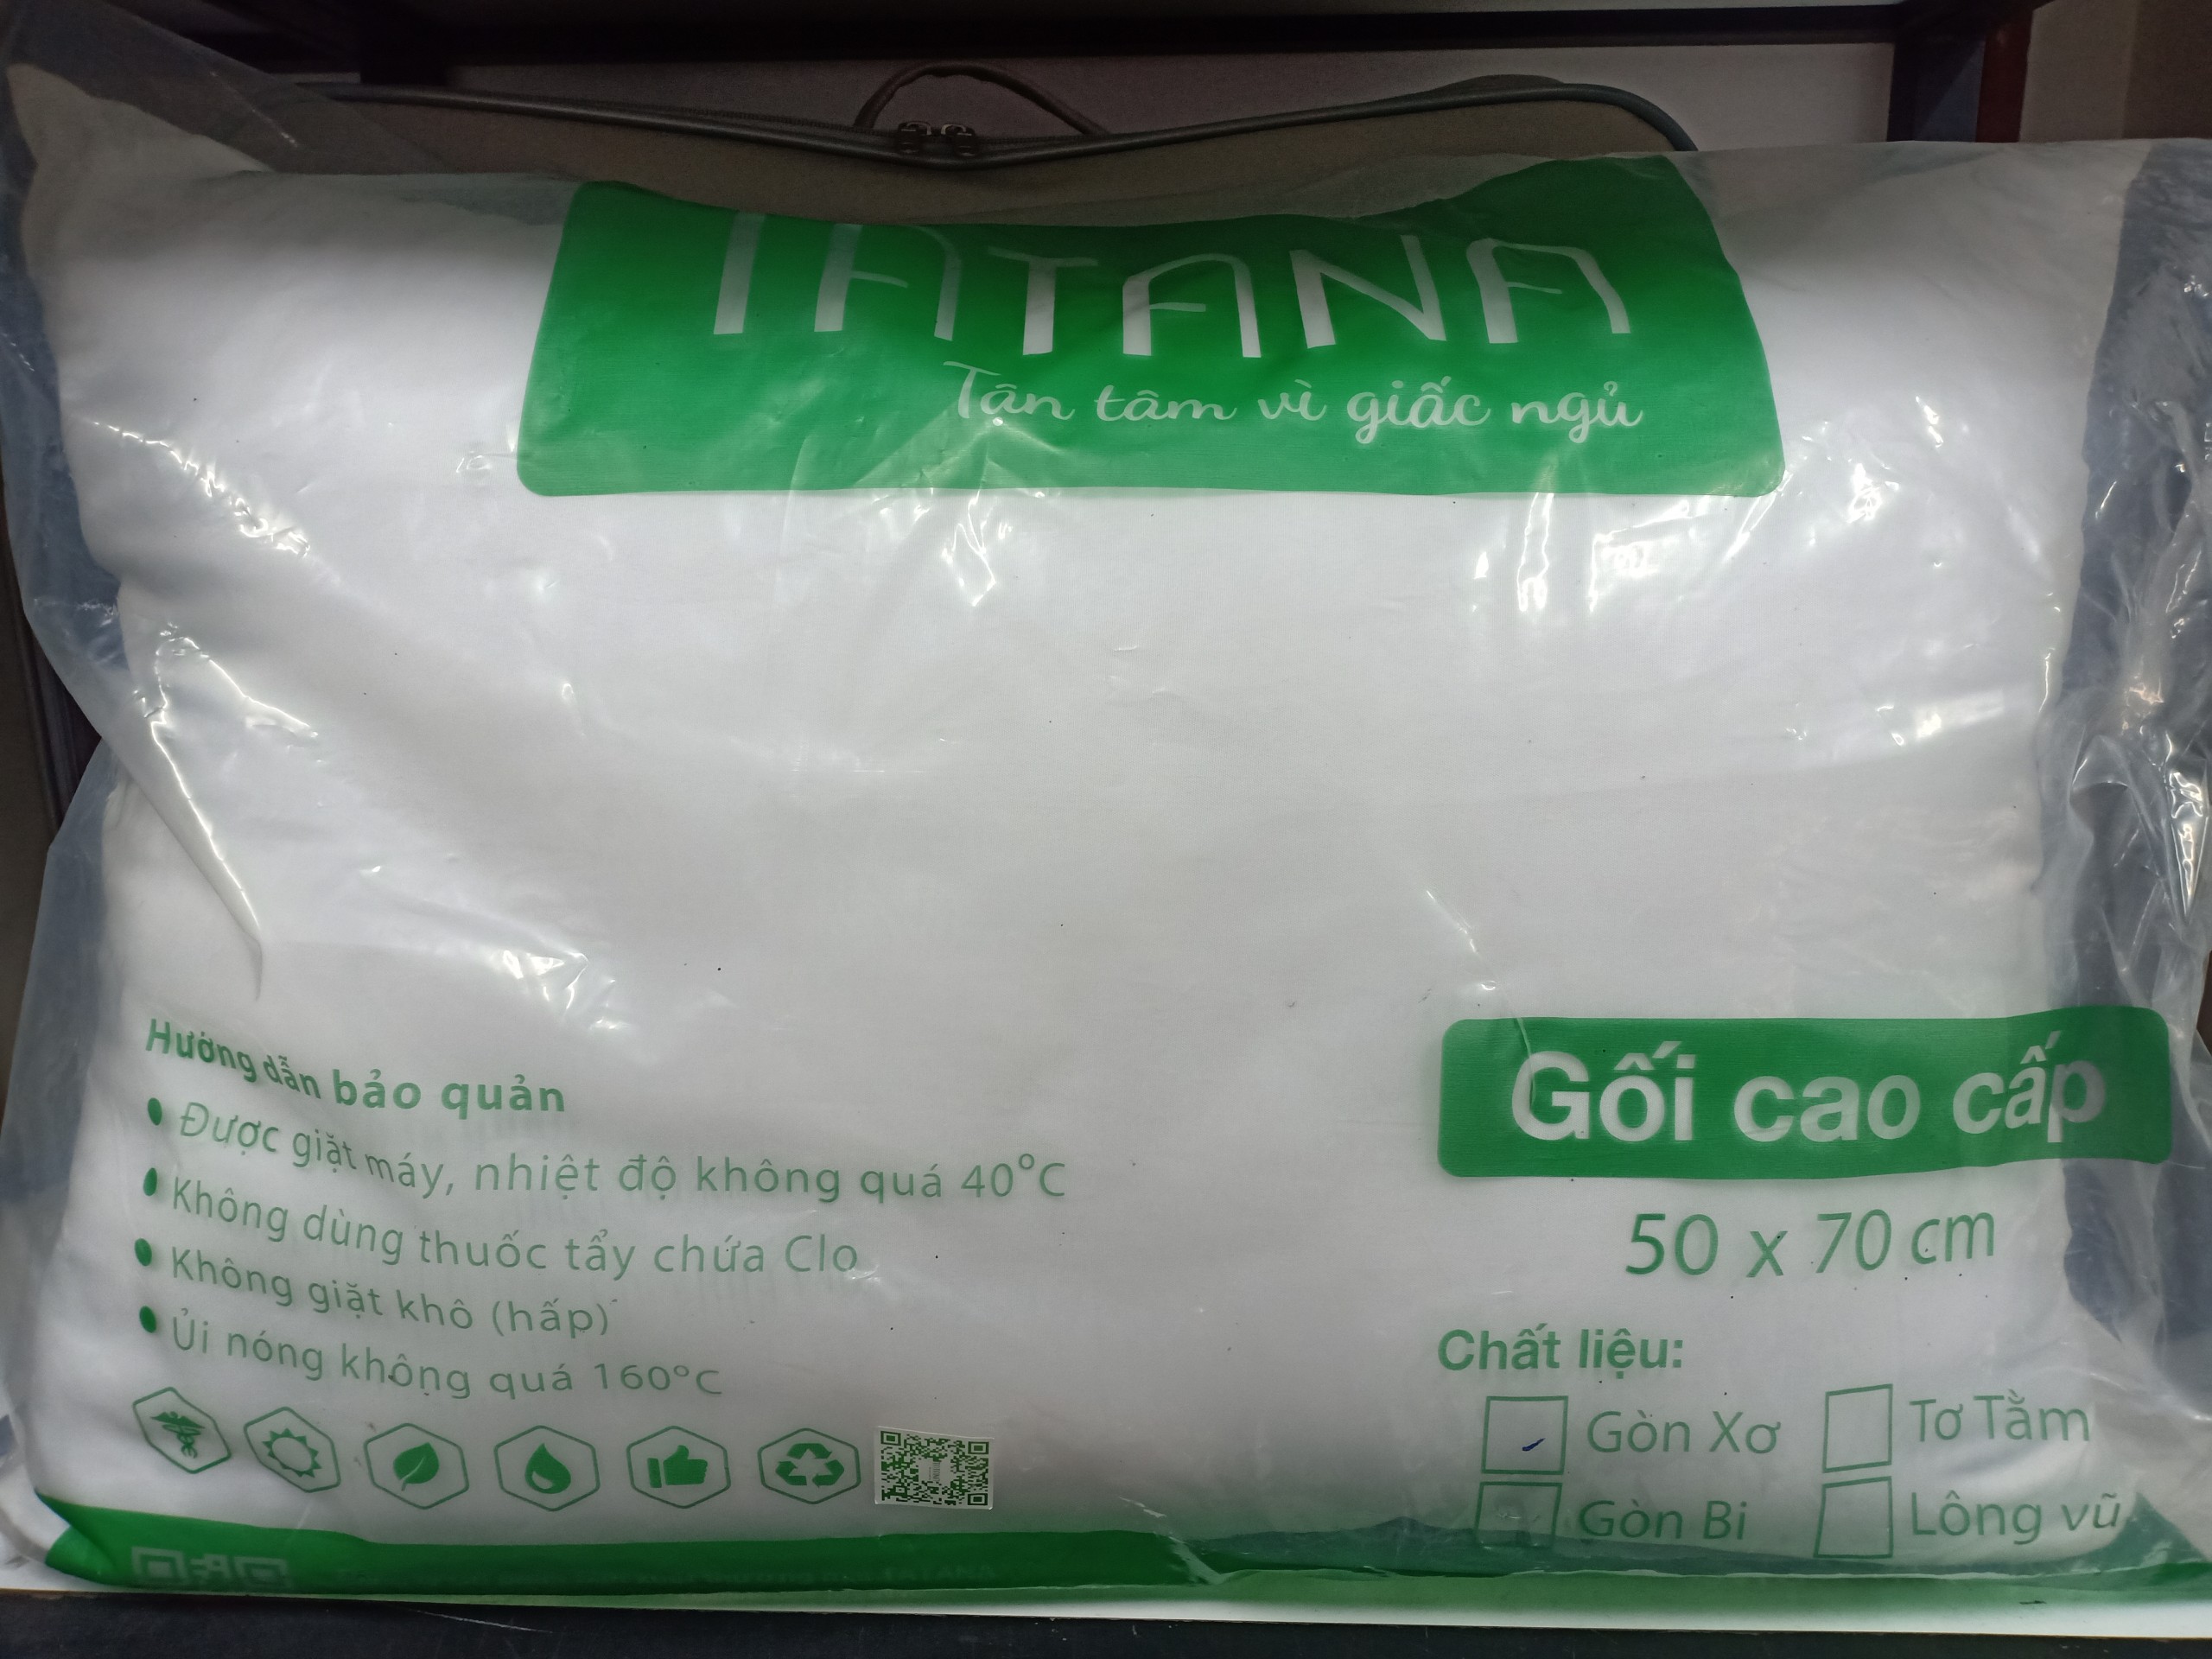 TATANA
Tận tâm vì giấc ngủ
Hướng dẫn bảo quản
• Được giặt máy, nhiệt độ không quá 40°C
• Không dùng thuốc tẩy chứa Clo
• Không giặt khô (hấp)
• Ủi nóng không quá 160°C
Gối cao cấp
50 x 70 cm
Chất liệu:
Gòn Xơ
Tơ Tằm
Gòn Bi
Lông vũ